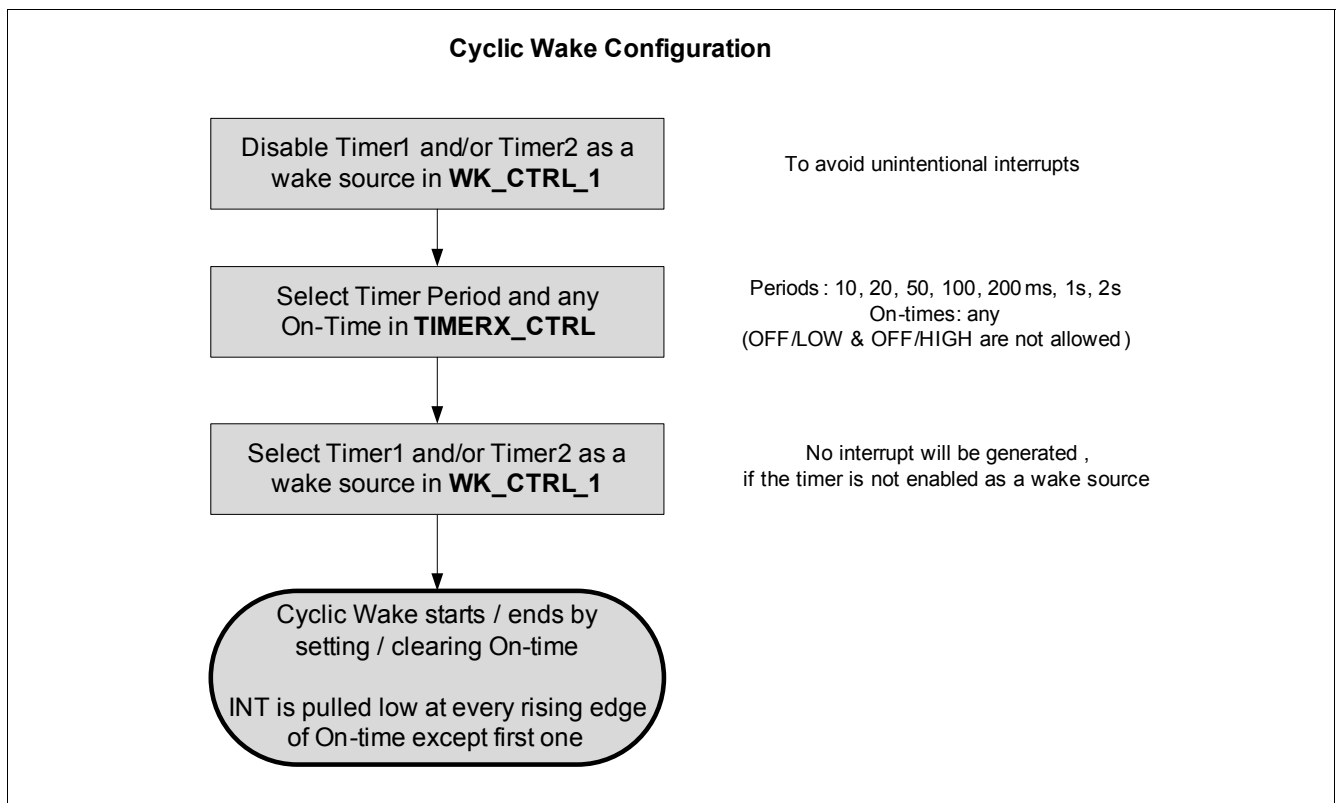 Cyclic Wake Configuration
Disable Timer1 and/or Timer2 as a
wake source in WK_CTRL_1
To avoid unintentional interrupts
Select Timer Period and any
On-Time in TIMERX_CTRL
Periods : 10, 20, 50, 100, 200 ms, 1s, 2s
On-times: any
(OFF/LOW & OFF/HIGH are not allowed )
Select Timer1 and/or Timer2 as a
wake source in WK_CTRL_1
No interrupt will be generated ,
if the timer is not enabled as a wake source
Cyclic Wake starts / ends by
setting / clearing On-time
INT is pulled low at every rising edge
of On-time except first one